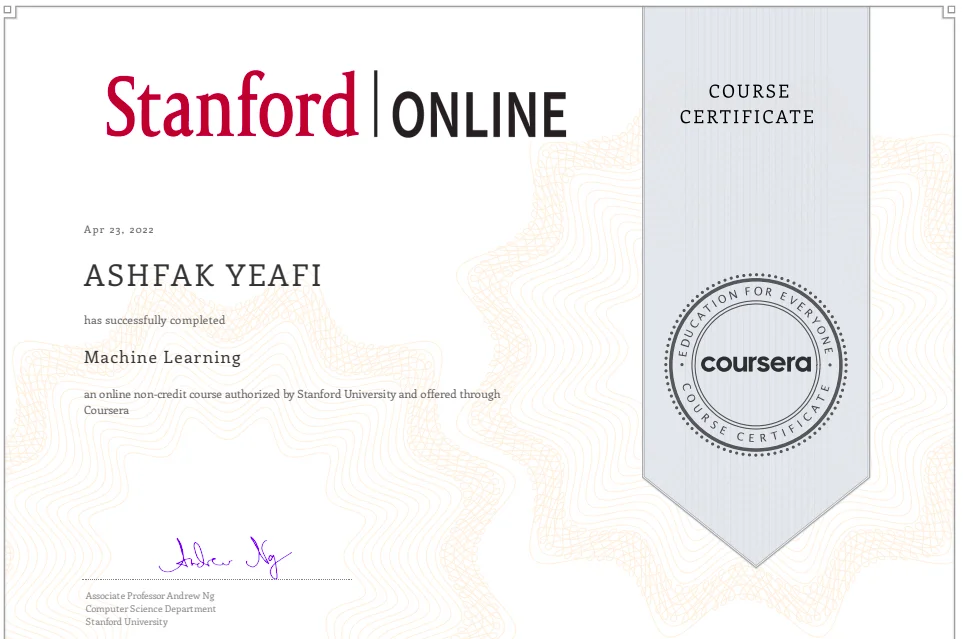 Stanford | ONLINE
COURSE
CERTIFICATE
Apr 23, 2022
ASHFAK YEAFI
has successfully completed
Machine Learning
an online non-credit course authorized by Stanford University and offered through
Coursera
EDUCATION FOR EVERYONE
coursera
COURSE CERTIFICATE
Andrew Ng
Associate Professor Andrew Ng
Computer Science Department
Stanford University